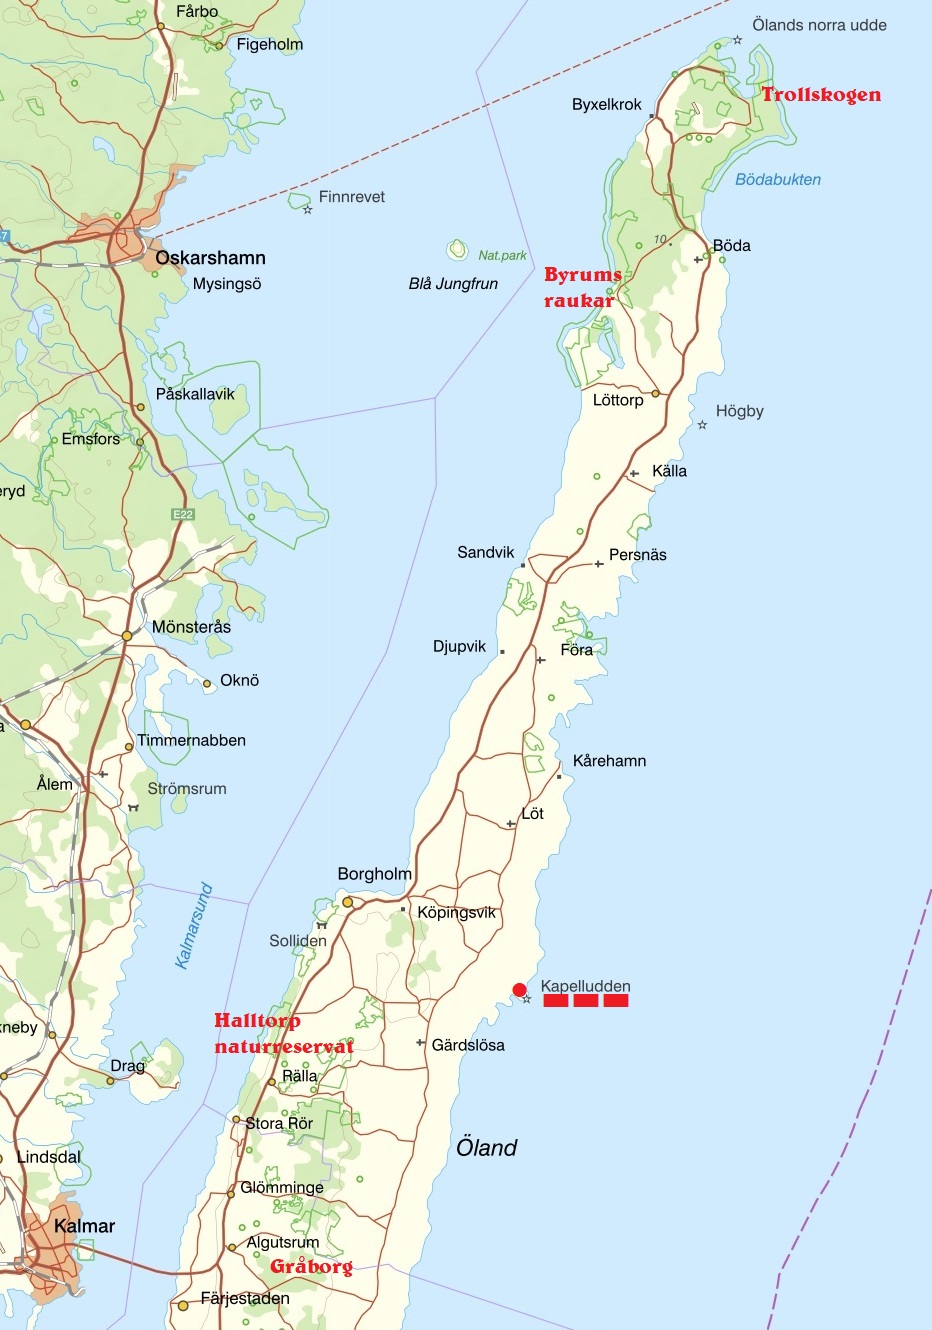 Fårbo
Figeholm
Ölands norra udde
Trollskogen
Byxelkrok
Bödabukten
Finnrevet
7
10
Böda
Oskarshamn
Mysingsö
Nat.park
Blå Jungfrun
Byrums
raukar
Påskallavik
Löttorp
Högby
Emsfors
Källa
eryd
E22
Sandvik
Persnäs
Mönsterås
Djupvik
Föra
Oknö
a
Timmernabben
Kårehamn
Ålem
Strömsrum
Löt
Borgholm
Köpingsvik
Kalmarsund
Solliden
Kapelludden
Halltorp
naturreservat
kneby
Gärdslösa
Drag
Rälla
Stora Rör
Öland
Lindsdal
Glömminge
Kalmar
Algutsrum
Gråborg
Färjestaden